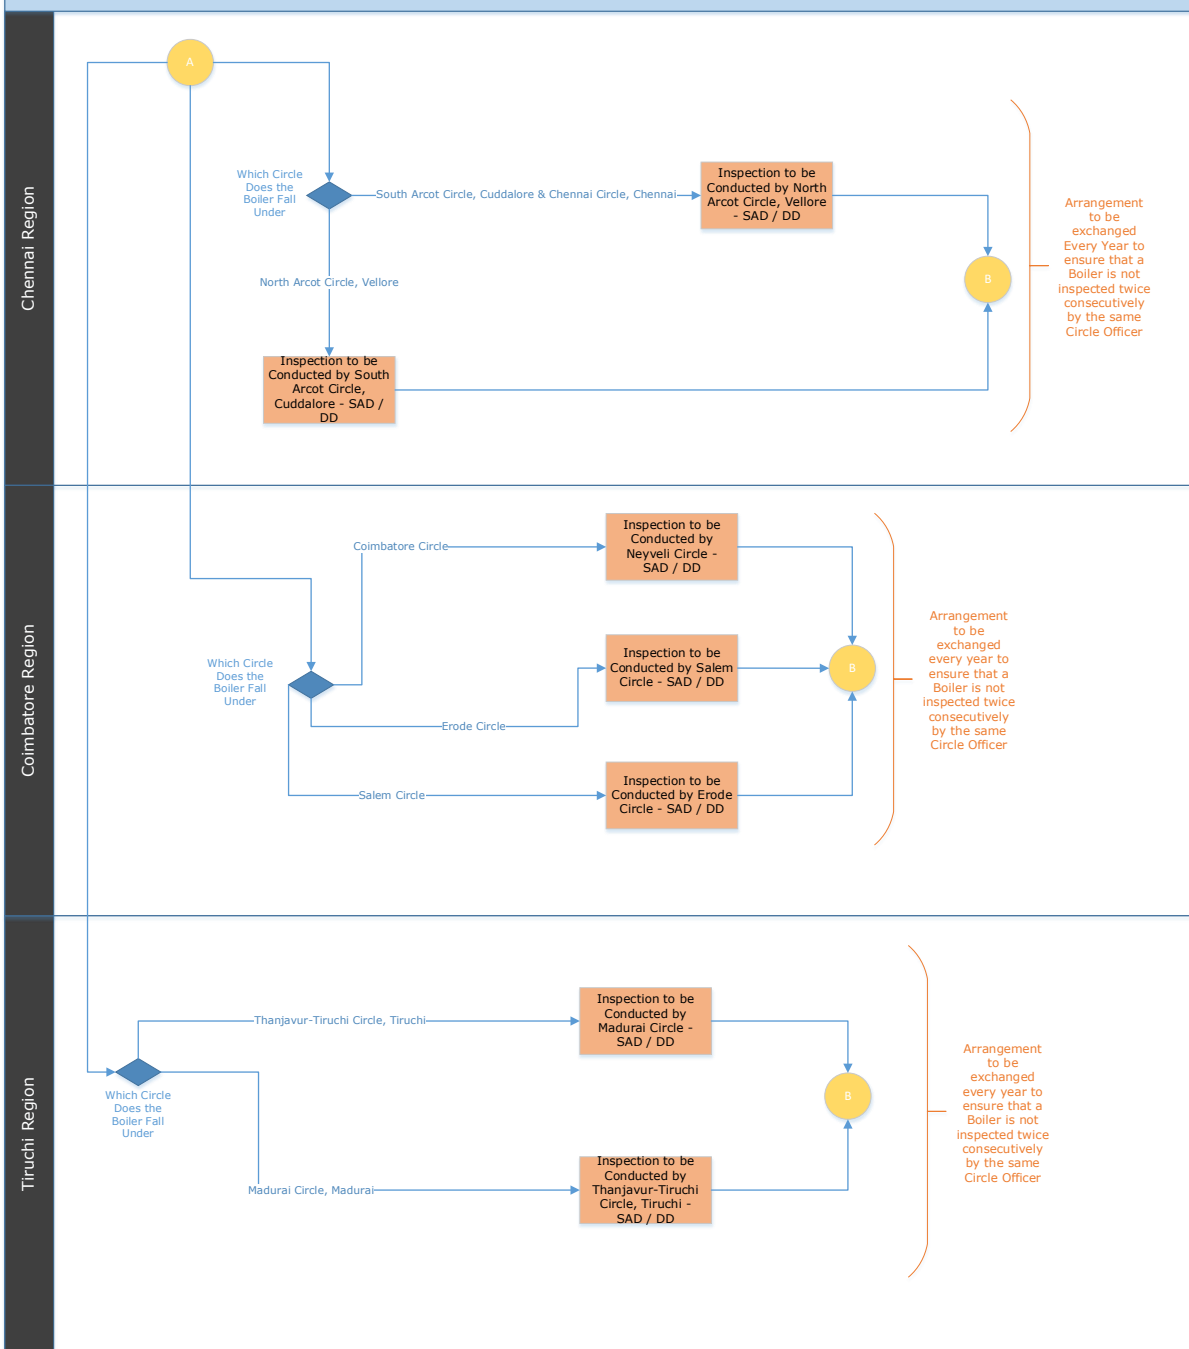 Chennai Region
A
Which Circle
Does the
Boiler Fall
Under
South Arcot Circle, Cuddalore & Chennai Circle, Chennai
Inspection to be
Conducted by North
Arcot Circle, Vellore
- SAD / DD
North Arcot Circle, Vellore
Inspection to be
Conducted by South
Arcot Circle,
Cuddalore - SAD /
DD
B
Arrangement
to be
exchanged
Every Year to
ensure that a
Boiler is not
inspected twice
consecutively
by the same
Circle Officer
Coimbatore Region
Which Circle
Does the
Boiler Fall
Under
Coimbatore Circle
Inspection to be
Conducted by
Neyveli Circle -
SAD / DD
Erode Circle
Inspection to be
Conducted by Salem
Circle - SAD / DD
Salem Circle
Inspection to be
Conducted by Erode
Circle - SAD / DD
B
Arrangement
to be
exchanged
every year to
ensure that a
Boiler is not
inspected twice
consecutively
by the same
Circle Officer
Tiruchi Region
Which Circle
Does the
Boiler Fall
Under
Thanjavur-Tiruchi Circle, Tiruchi
Inspection to be
Conducted by
Madurai Circle -
SAD / DD
Madurai Circle, Madurai
Inspection to be
Conducted by
Thanjavur-Tiruchi
Circle, Tiruchi -
SAD / DD
B
Arrangement
to be
exchanged
every year to
ensure that a
Boiler is not
inspected twice
consecutively
by the same
Circle Officer